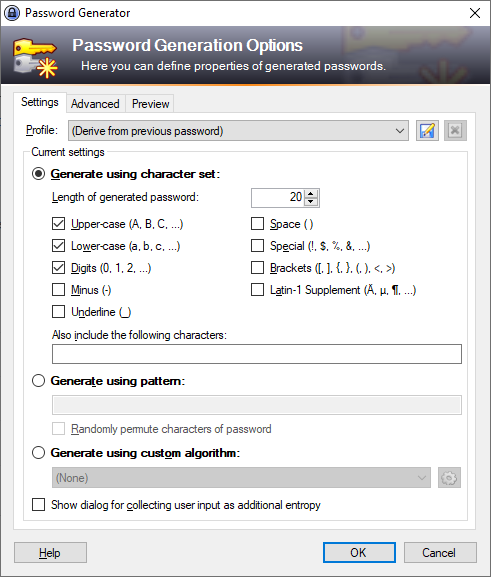 Password Generator
Password Generation Options
Here you can define properties of generated passwords.
Settings Advanced Preview
Profile: (Derive from previous password)
Current settings
Generate using character set:
Length of generated password: 20
Upper-case (A, B, C, ...) Space ( )
Lower-case (a, b, c, ...) Special (!, $, %, &, ...)
Digits (0, 1, 2, ...) Brackets ([, ], {, }, (, ), <, >)
Minus (-) Latin-1 Supplement (Ä, µ, ¶, ...)
Underline (_)
Also include the following characters:
Generate using pattern:
Randomly permute characters of password
Generate using custom algorithm:
(None)
Show dialog for collecting user input as additional entropy
Help OK Cancel